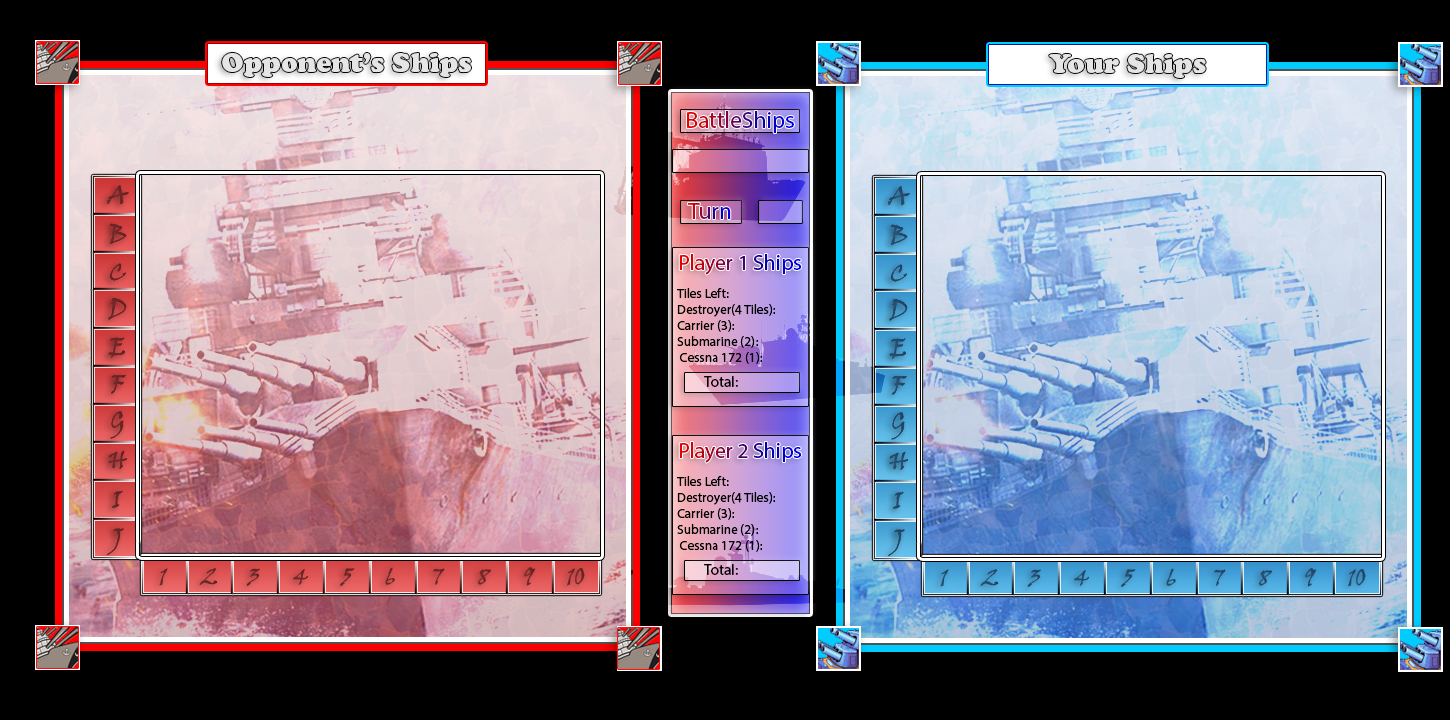 Opponent's Ships
A
B
C
D
E
F
G
H
I
J
1 2 3 4 5 6 7 8 9 10
BattleShips
Turn
Player 1 Ships
Tiles Left:
Destroyer(4 Tiles):
Carrier (3):
Submarine (2):
Cessna 172 (1):
Total:
Player 2 Ships
Tiles Left:
Destroyer(4 Tiles):
Carrier (3):
Submarine (2):
Cessna 172 (1):
Total:
Your Ships
A
B
C
D
E
F
G
H
I
J
1 2 3 4 5 6 7 8 9 10